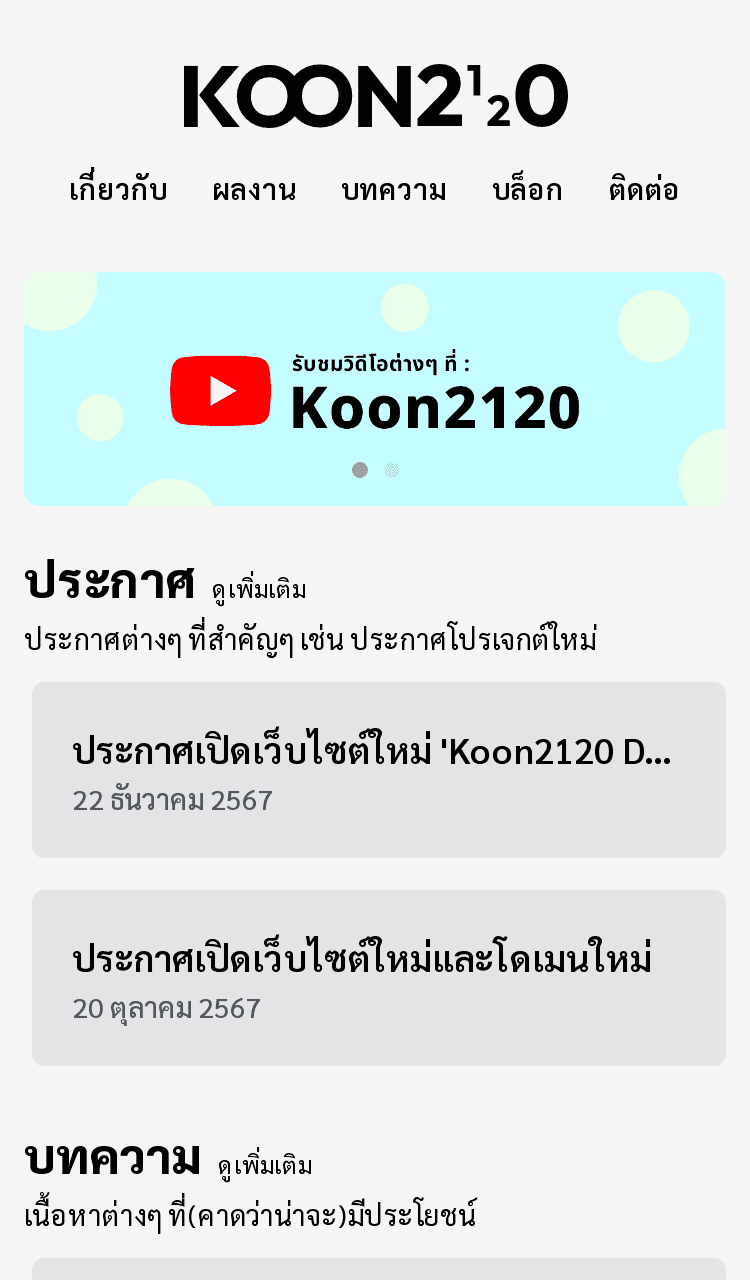 KOON2120
เกี่ยวกับ ผลงาน บทความ บล็อก ติดต่อ
รับชมวิดีโอต่างๆ ที่ :
Koon2120
ประกาศ ดูเพิ่มเติม
ประกาศต่างๆ ที่สำคัญๆ เช่น ประกาศโปรเจกต์ใหม่
ประกาศเปิดเว็บไซต์ใหม่ 'Koon2120 D...
22 ธันวาคม 2567
ประกาศเปิดเว็บไซต์ใหม่และโดเมนใหม่
20 ตุลาคม 2567
บทความ ดูเพิ่มเติม
เนื้อหาต่างๆ ที่(คาดว่าน่าจะ)มีประโยชน์